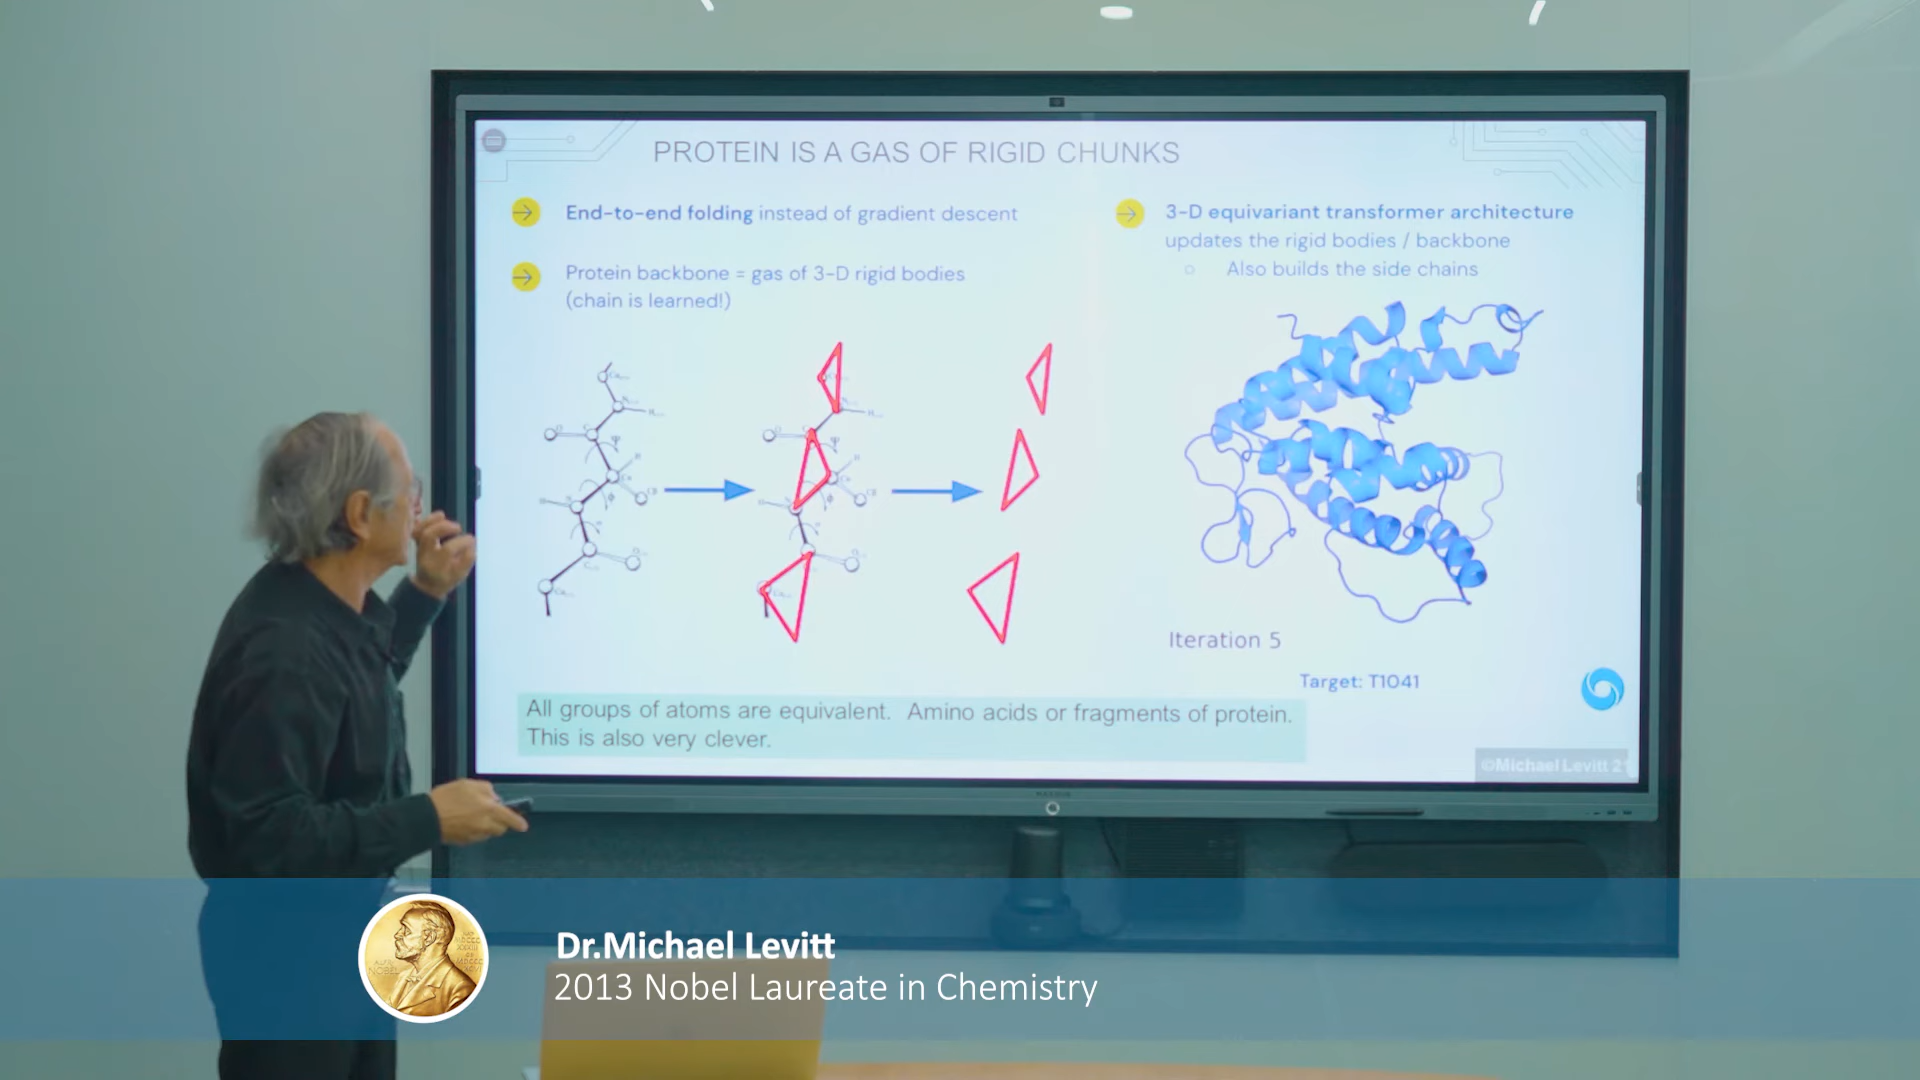 PROTEIN IS A GAS OF RIGID CHUNKS
End-to-end folding instead of gradient descent
Protein backbone = gas of 3-D rigid bodies
(chain is learned!)
3-D equivariant transformer architecture
updates the rigid bodies / backbone
Also builds the side chains
Iteration 5
Target: T1041
All groups of atoms are equivalent. Amino acids or fragments of protein.
This is also very clever.
©Michael Levitt 2
Dr.Michael Levitt
2013 Nobel Laureate in Chemistry